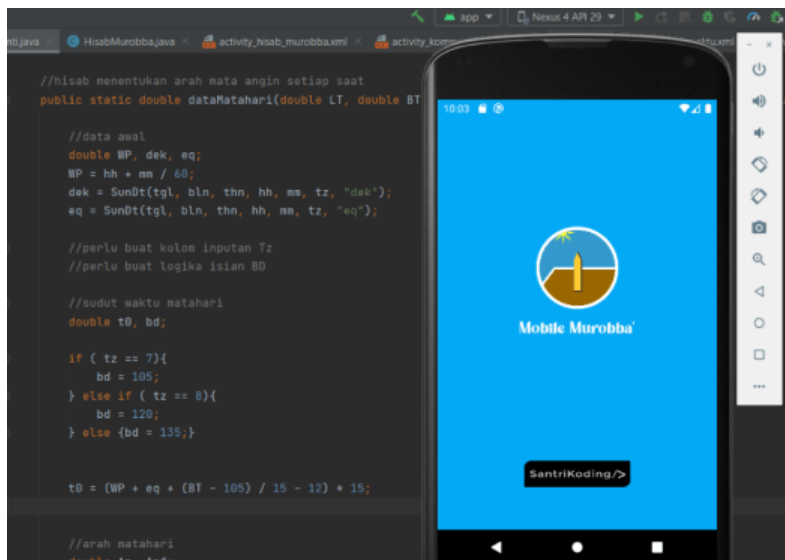 app
Nexus 4 API 29
nti.java
HisabMurobba.java
activity_hisab_murobba.xml
//hisab menentukan arah mata angin setiap saat
public static double dataMatahari(double LT, double BT
//data awal
double WP, dek, eq;
WP = hh + mm / 60;
dek = SunDt(tgl, bln, thn, hh, mm, tz, "dek");
eq = SunDt(tgl, bln, thn, hh, mm, tz, "eq");
//perlu buat kolom inputan Tz
//perlu buat logika isian BD
//sudut waktu matahari
double t0, bd;
if ( tz == 7){
bd = 105;
} else if ( tz == 8){
bd = 120;
} else {bd = 135;}
t0 = (WP + eq + (BT - 105) / 15 - 12) * 15;
//arah matahari
10:03
Mobile Murobba'
SantriKoding/>